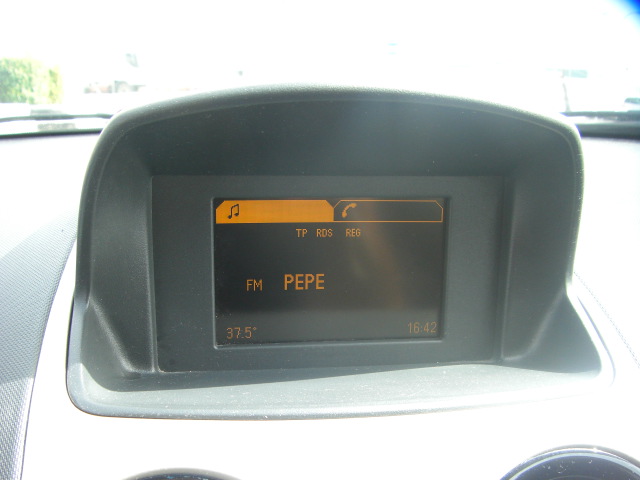 TP RDS REG
FM PEPE
37.5° 16:42